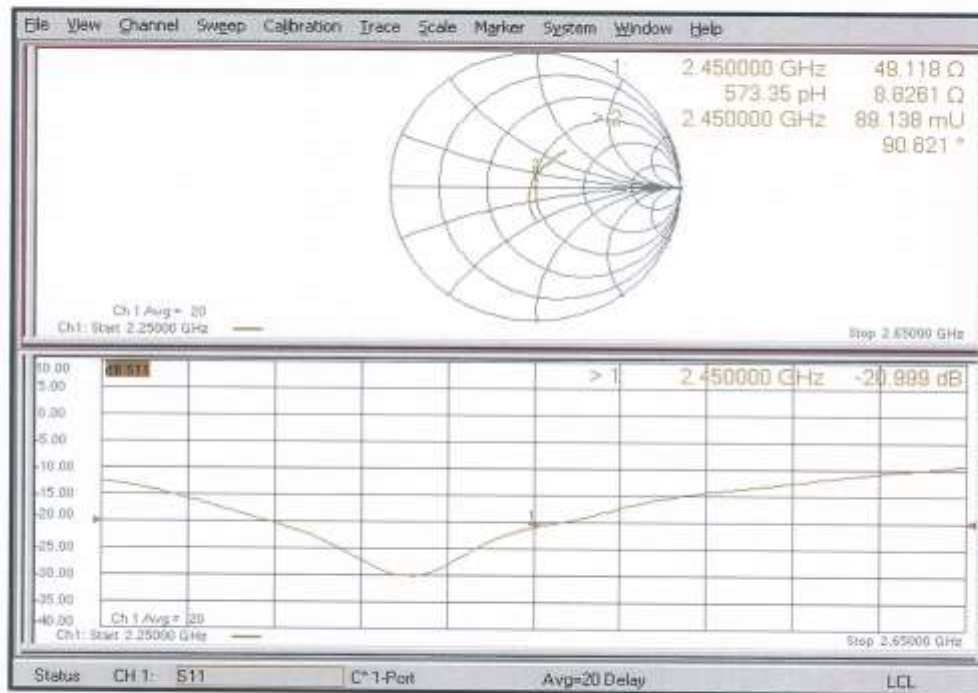 File View Channel Sweep Calibration Trace Scale Marker System Window Help
1 2.450000 GHz 49.118 Ω
573.35 pH 8.8261 Ω
>2 2.450000 GHz 89.138 mU
90.821 °
Ch 1 Avg = 20
Ch1: Start 2.25000 GHz
Stop 2.65000 GHz
10.00
dB S11
> 1 2.450000 GHz -20.999 dB
5.00
0.00
-5.00
-10.00
-15.00
-20.00
1
-25.00
-30.00
-35.00
-40.00
Ch 1 Avg = 20
Ch1: Start 2.25000 GHz
Stop 2.65000 GHz
Status CH 1: S11 C* 1-Port Avg=20 Delay LCL